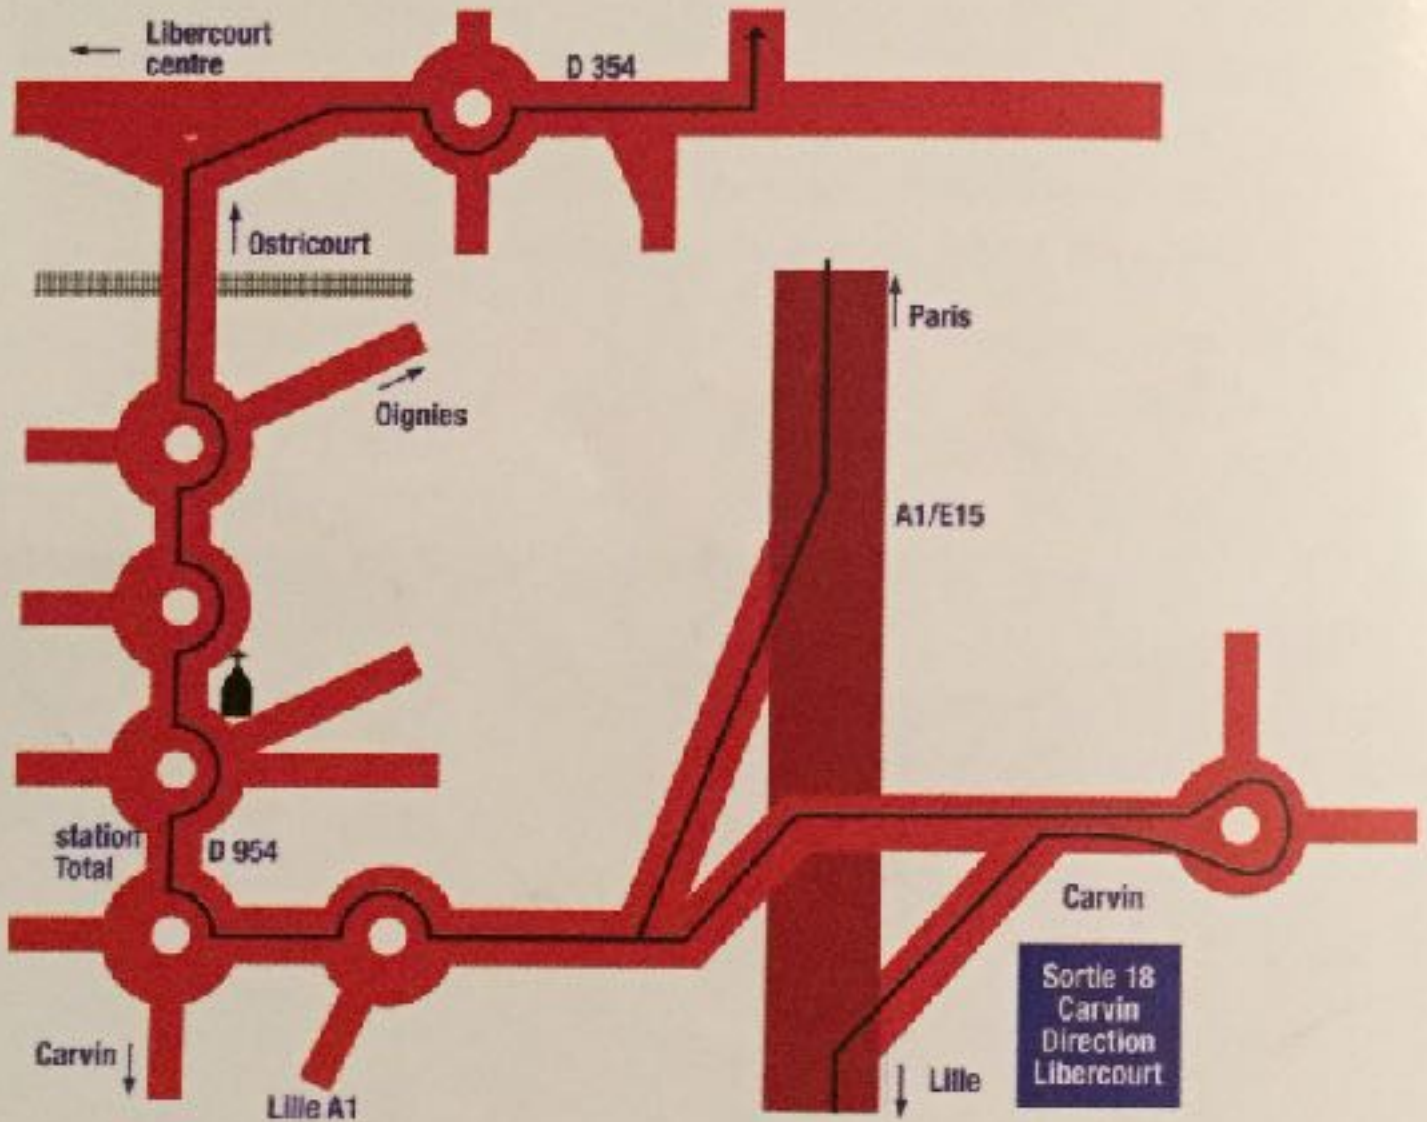 Libercourt
centre
D 354
Ostricourt
Paris
Oignies
A1/E15
station
Total
D 954
Carvin
Sortie 18
Carvin
Direction
Libercourt
Carvin
Lille
Lille A1